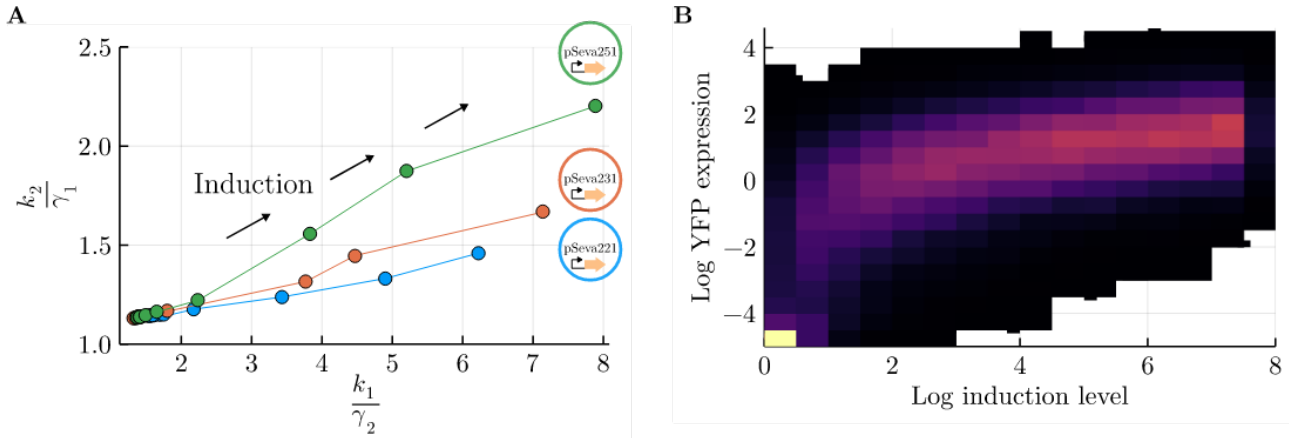 A
k₂/γ₁
2.5
2.0
1.5
1.0
Induction
pSeva251
pSeva231
pSeva221
2 3 4 5 6 7 8
k₁/γ₂
B
Log YFP expression
4
2
0
−2
−4
0 2 4 6 8
Log induction level